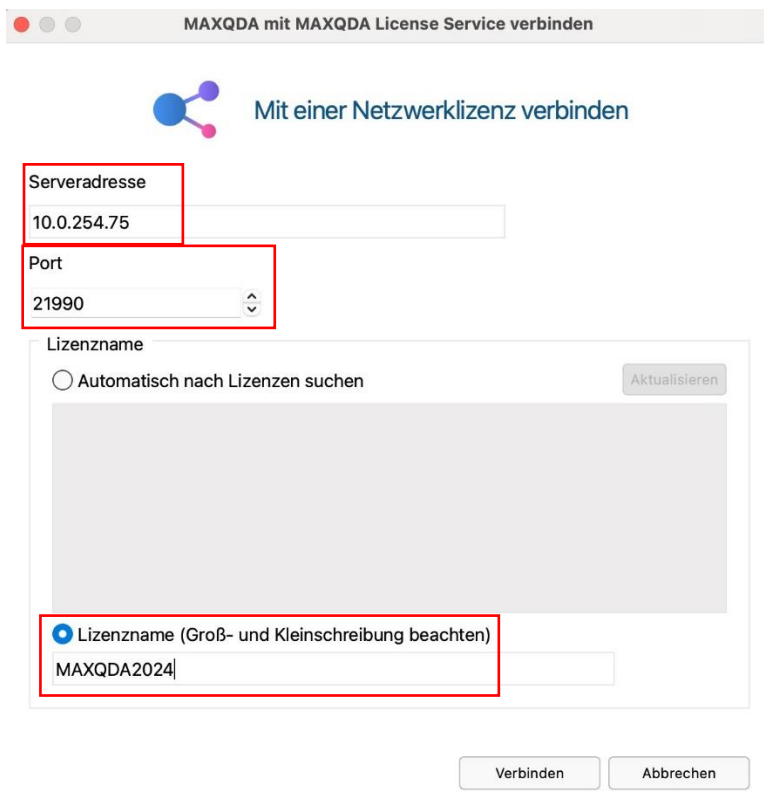 MAXQDA mit MAXQDA License Service verbinden
Mit einer Netzwerklizenz verbinden
Serveradresse
10.0.254.75
Port
21990
Lizenzname
Automatisch nach Lizenzen suchen
Aktualisieren
Lizenzname (Groß- und Kleinschreibung beachten)
MAXQDA2024
Verbinden
Abbrechen